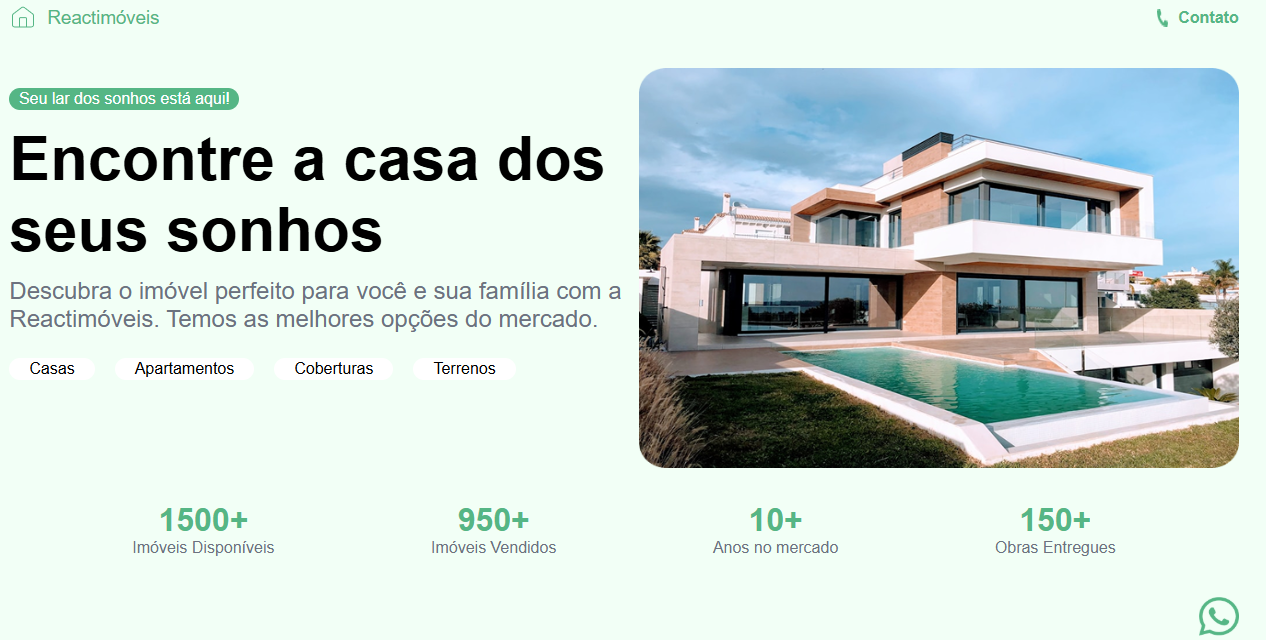 Reactimóveis
Contato
Seu lar dos sonhos está aqui!
Encontre a casa dos
seus sonhos
Descubra o imóvel perfeito para você e sua família com a
Reactimóveis. Temos as melhores opções do mercado.
Casas
Apartamentos
Coberturas
Terrenos
1500+
Imóveis Disponíveis
950+
Imóveis Vendidos
10+
Anos no mercado
150+
Obras Entregues